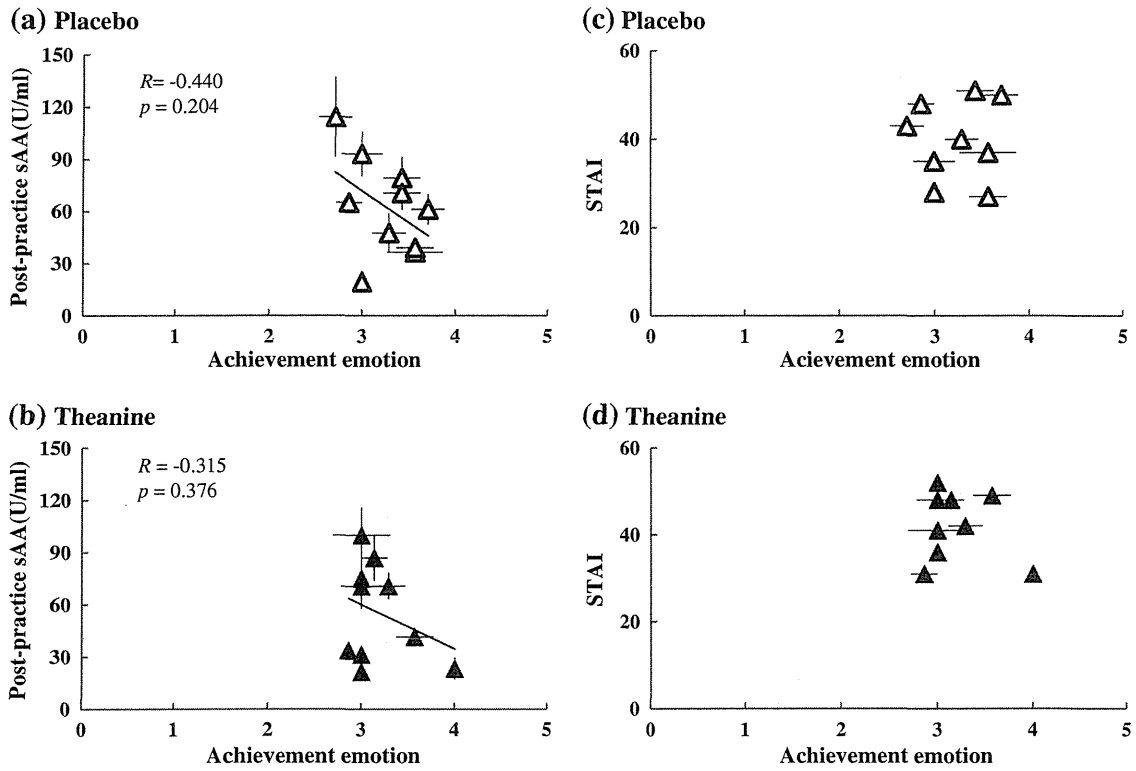 (a) Placebo
150
120
90
60
30
0
Post-practice sAA(U/ml)
R= -0.440
p = 0.204
0 1 2 3 4 5
Achievement emotion
(c) Placebo
60
40
20
0
STAI
0 1 2 3 4 5
Acievement emotion
(b) Theanine
150
120
90
60
30
0
Post-practice sAA(U/ml)
R = -0.315
p = 0.376
0 1 2 3 4 5
Achievement emotion
(d) Theanine
60
40
20
0
STAI
0 1 2 3 4 5
Achievement emotion